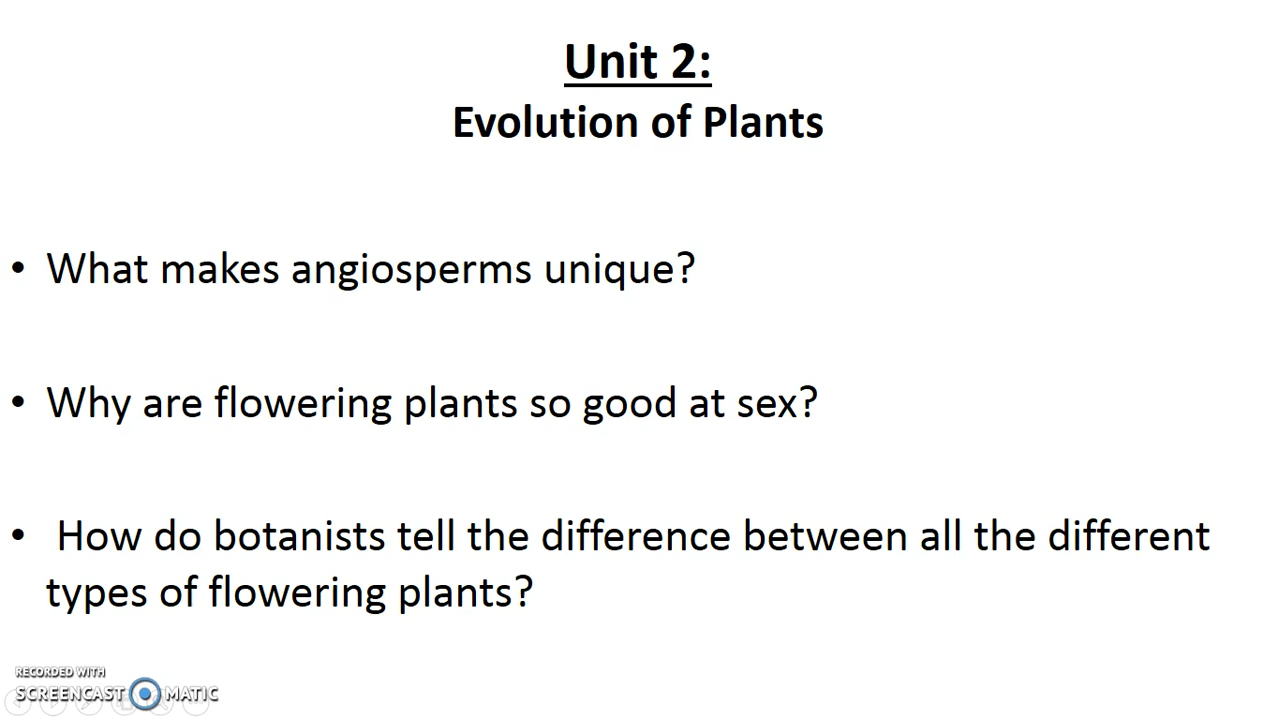 Unit 2:
Evolution of Plants
• What makes angiosperms unique?
• Why are flowering plants so good at sex?
• How do botanists tell the difference between all the different
types of flowering plants?
RECORDED WITH
SCREENCAST MATIC